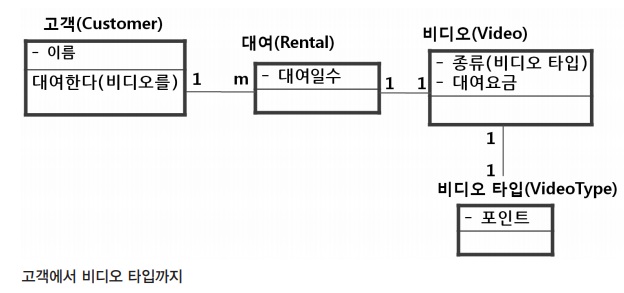 고객(Customer)
- 이름
대여한다(비디오를)
1
m
대여(Rental)
- 대여일수
1
1
비디오(Video)
- 종류(비디오 타입)
- 대여요금
1
1
비디오 타입(VideoType)
- 포인트
고객에서 비디오 타입까지